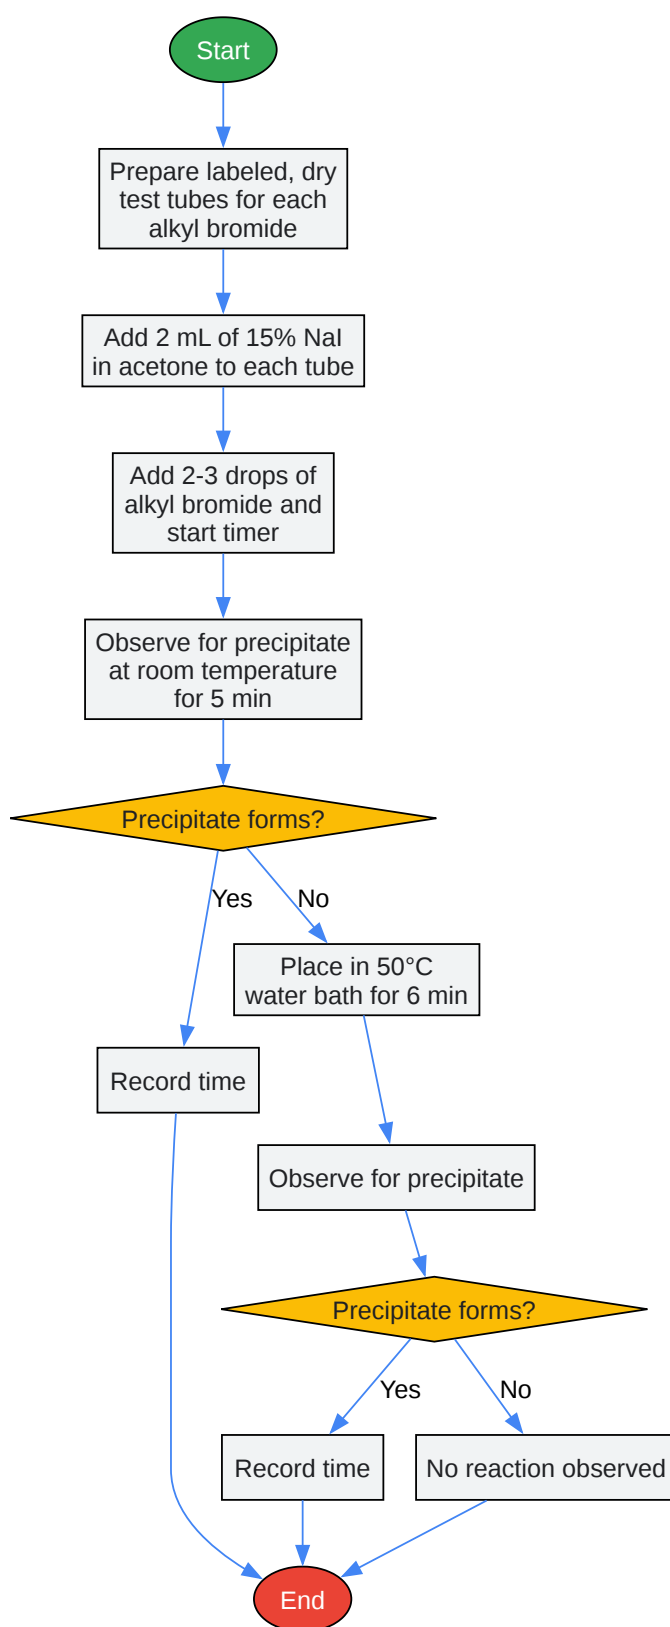 Start
Prepare labeled, dry
test tubes for each
alkyl bromide
Add 2 mL of 15% NaI
in acetone to each tube
Add 2-3 drops of
alkyl bromide and
start timer
Observe for precipitate
at room temperature
for 5 min
Precipitate forms?
Yes
No
Place in 50°C
water bath for 6 min
Record time
Observe for precipitate
Precipitate forms?
Yes
No
Record time
No reaction observed
End